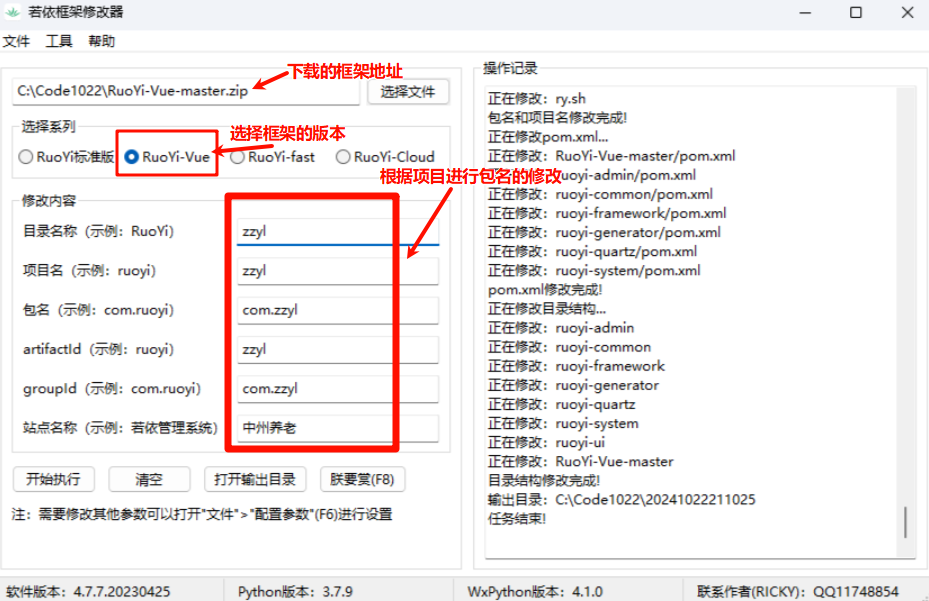 若依框架修改器
文件 工具 帮助
下载的框架地址
C:\Code1022\RuoYi-Vue-master.zip
选择文件
选择系列
选择框架的版本
RuoYi标准版 RuoYi-Vue RuoYi-fast RuoYi-Cloud
根据项目进行包名的修改
修改内容
目录名称（示例：RuoYi） zzyl
项目名（示例：ruoyi） zzyl
包名（示例：com.ruoyi） com.zzyl
artifactId（示例：ruoyi） zzyl
groupId（示例：com.ruoyi） com.zzyl
站点名称（示例：若依管理系统） 中州养老
开始执行 清空 打开输出目录 朕要赏(F8)
注：需要修改其他参数可以打开"文件">"配置参数"(F6)进行设置
操作记录
正在修改：ry.sh
包名和项目名修改完成!
正在修改pom.xml...
正在修改：RuoYi-Vue-master/pom.xml
正在修改：ruoyi-admin/pom.xml
正在修改：ruoyi-common/pom.xml
正在修改：ruoyi-framework/pom.xml
正在修改：ruoyi-generator/pom.xml
正在修改：ruoyi-quartz/pom.xml
正在修改：ruoyi-system/pom.xml
pom.xml修改完成!
正在修改目录结构...
正在修改：ruoyi-admin
正在修改：ruoyi-common
正在修改：ruoyi-framework
正在修改：ruoyi-generator
正在修改：ruoyi-quartz
正在修改：ruoyi-system
正在修改：ruoyi-ui
正在修改：RuoYi-Vue-master
目录结构修改完成!
输出目录：C:\Code1022\20241022211025
任务结束!
软件版本：4.7.7.20230425 Python版本：3.7.9 WxPython版本：4.1.0 联系作者(RICKY)：QQ11748854